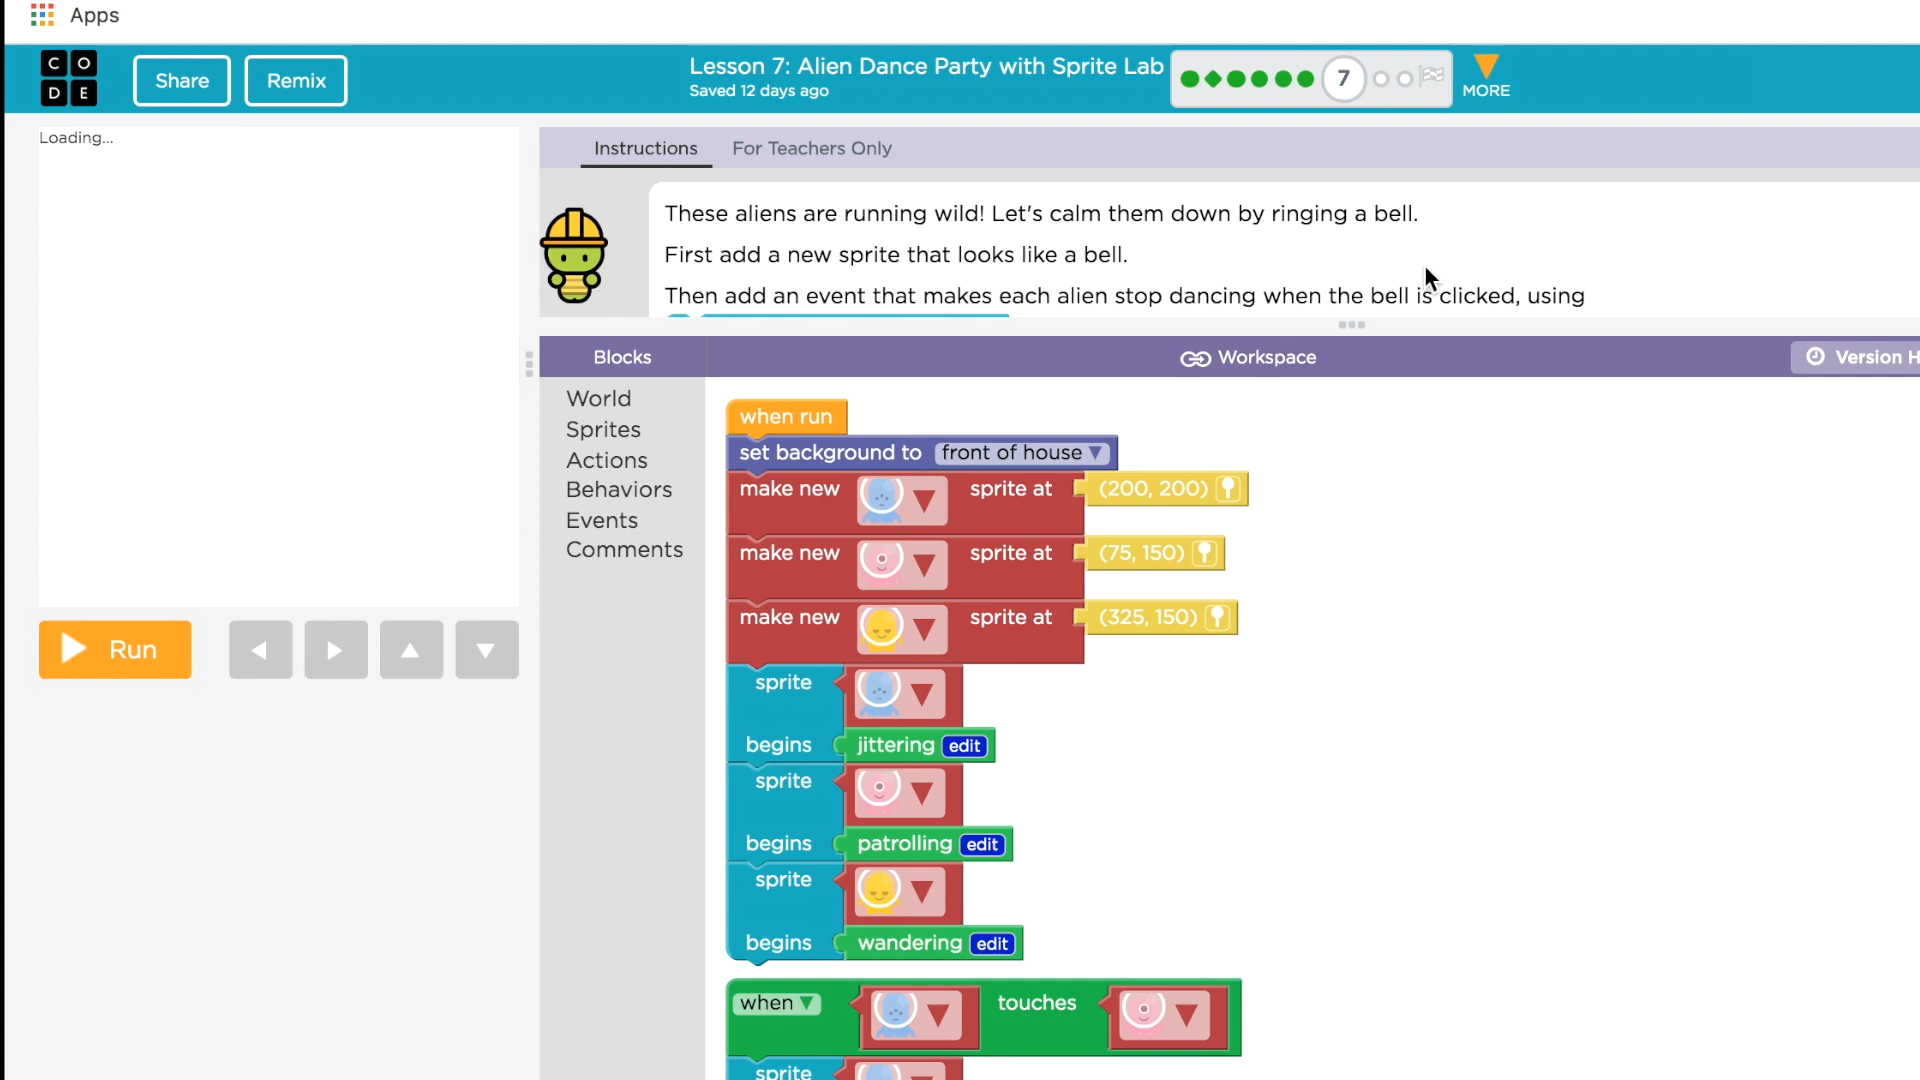 Apps
C O
D E
Share
Remix
Lesson 7: Alien Dance Party with Sprite Lab
Saved 12 days ago
7
MORE
Loading...
Instructions
For Teachers Only
These aliens are running wild! Let's calm them down by ringing a bell.
First add a new sprite that looks like a bell.
Then add an event that makes each alien stop dancing when the bell is clicked, using
Blocks
Workspace
Version H
World
Sprites
Actions
Behaviors
Events
Comments
Run
when run
set background to front of house
make new sprite at (200, 200)
make new sprite at (75, 150)
make new sprite at (325, 150)
sprite
begins jittering edit
sprite
begins patrolling edit
sprite
begins wandering edit
when touches
sprite